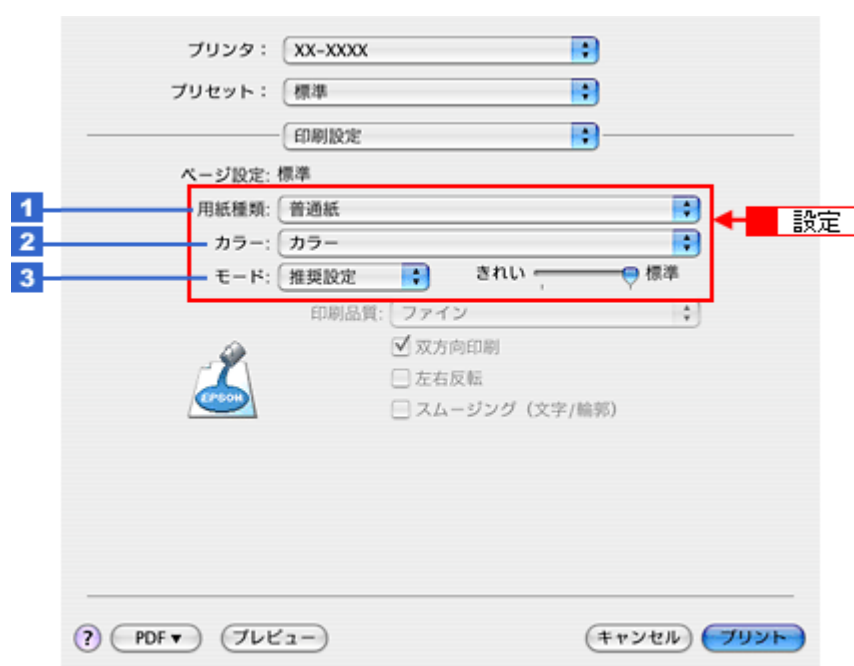 プリンタ： XX-XXXX
プリセット： 標準
印刷設定
ページ設定: 標準
1 用紙種類: 普通紙
設定
2 カラー: カラー
3 モード: 推奨設定 きれい 標準
印刷品質: ファイン
双方向印刷
左右反転
スムージング（文字/輪郭）
EPSON
? PDF▼ プレビュー キャンセル プリント